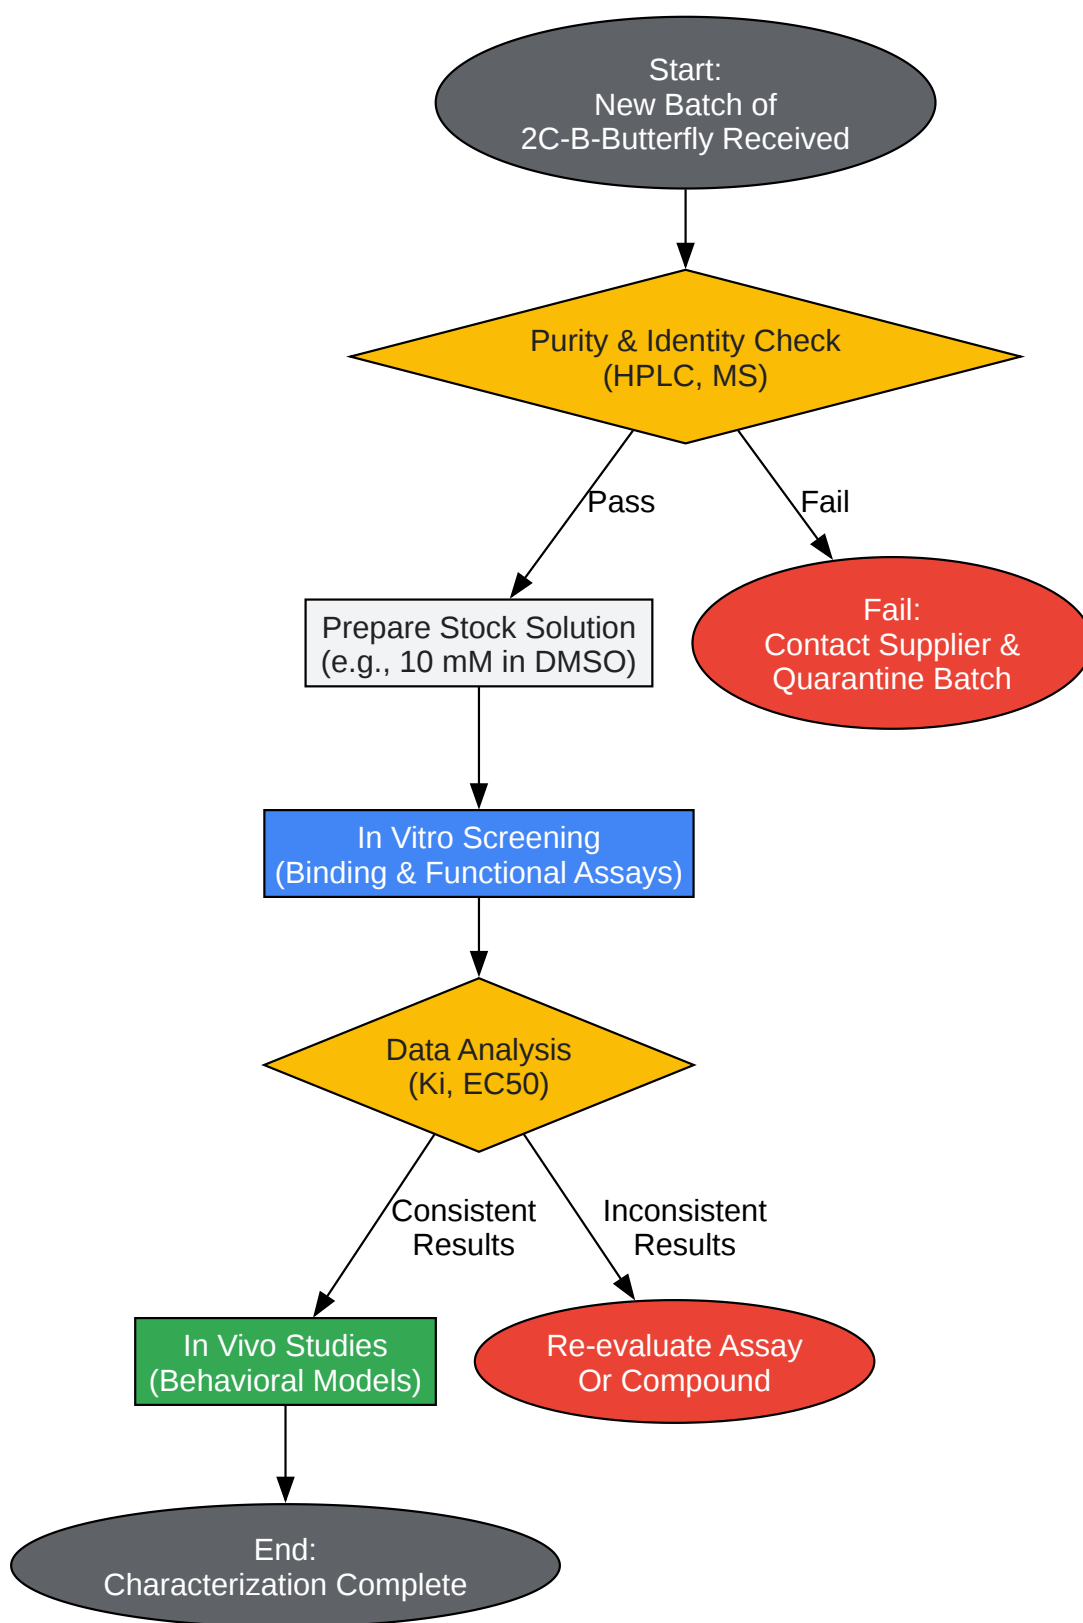 Start:
New Batch of
2C-B-Butterfly Received
Purity & Identity Check
(HPLC, MS)
Pass
Fail
Prepare Stock Solution
(e.g., 10 mM in DMSO)
Fail:
Contact Supplier &
Quarantine Batch
In Vitro Screening
(Binding & Functional Assays)
Data Analysis
(Ki, EC50)
Consistent
Results
Inconsistent
Results
In Vivo Studies
(Behavioral Models)
Re-evaluate Assay
Or Compound
End:
Characterization Complete